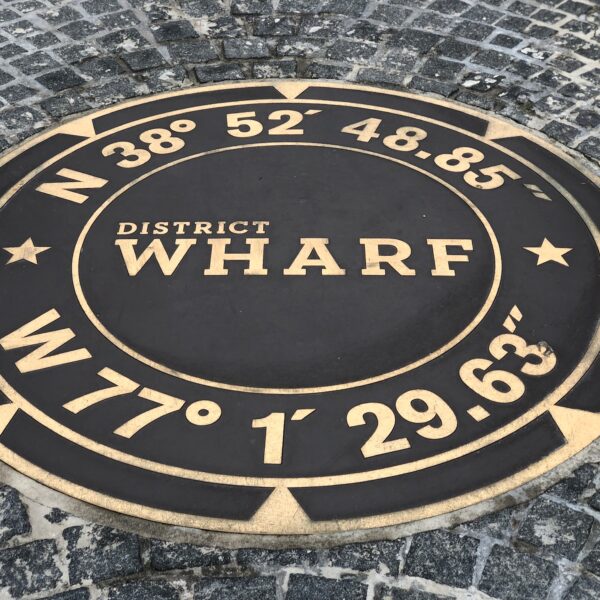 N 38° 52′ 48.85″
DISTRICT
WHARF
W 77° 1′ 29.63″